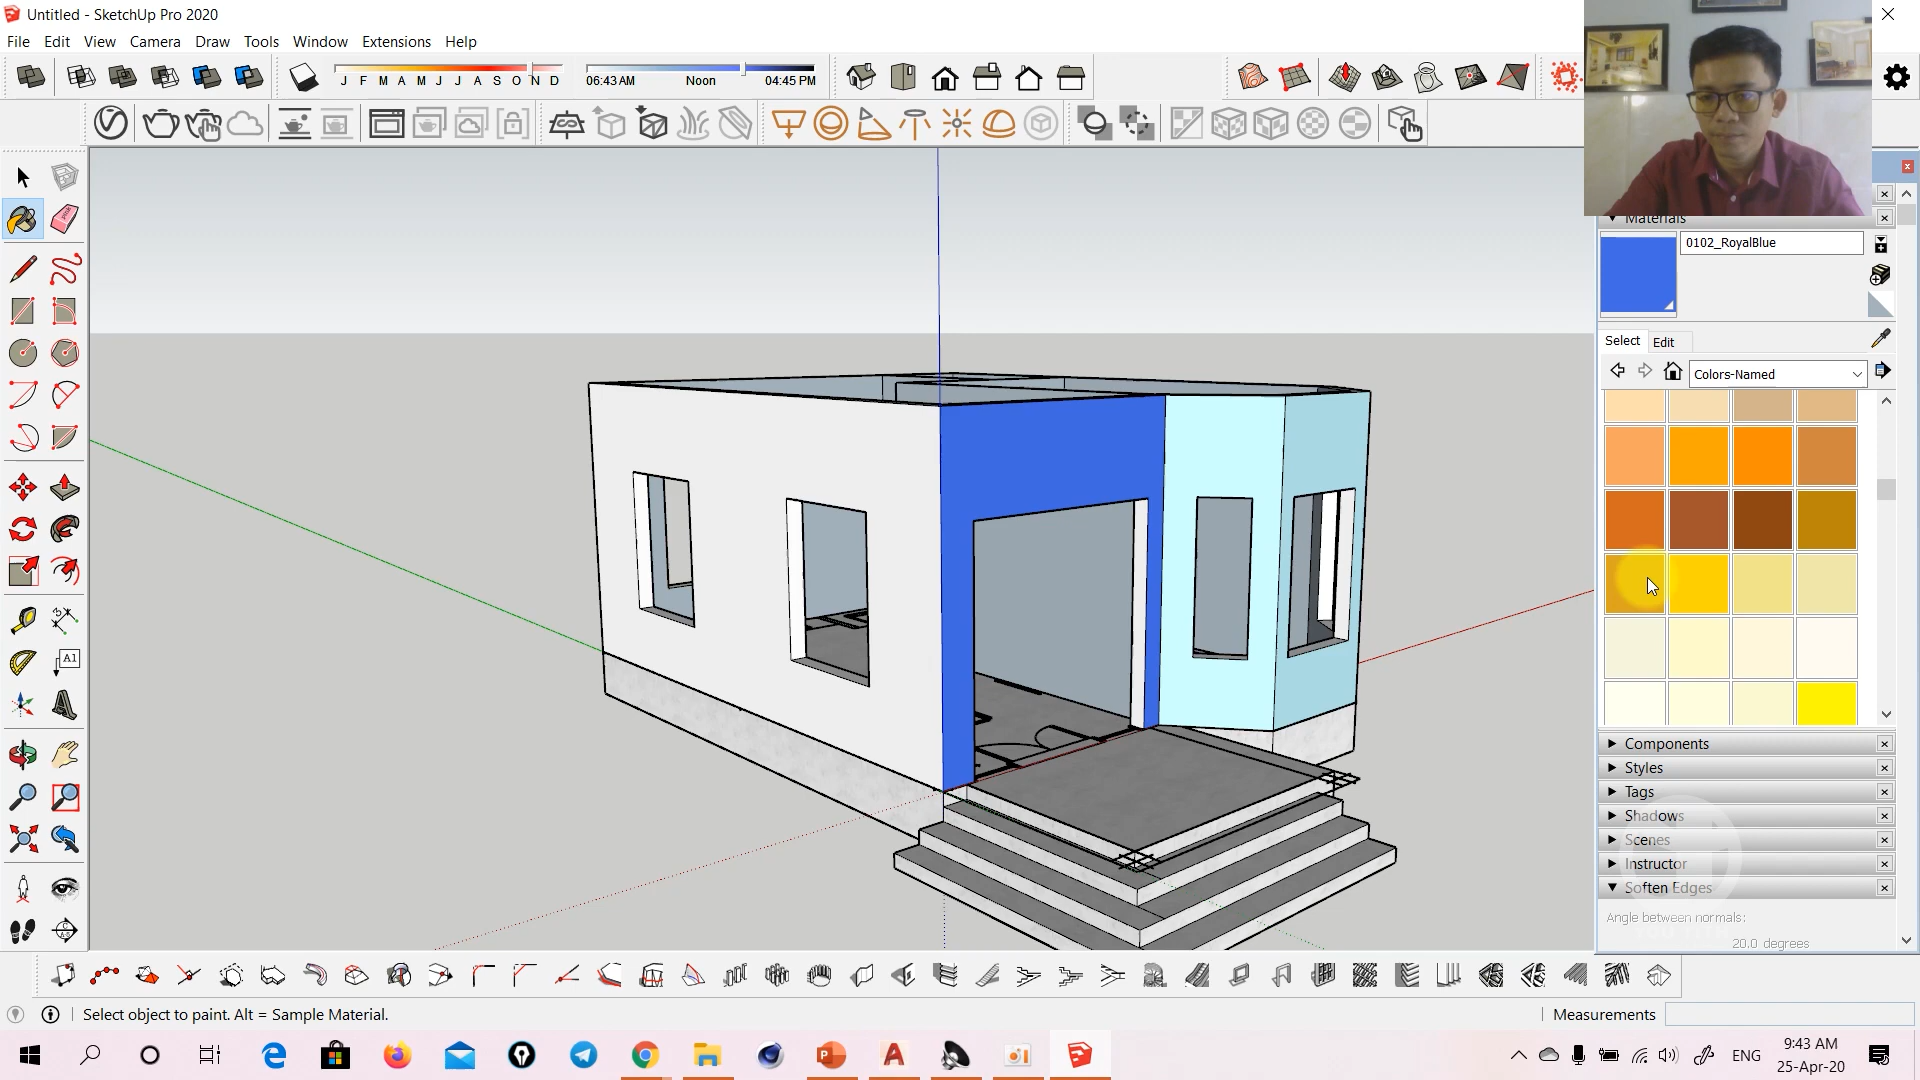 Untitled - SketchUp Pro 2020
File Edit View Camera Draw Tools Window Extensions Help
J F M A M J J A S O N D
06:43 AM Noon 04:45 PM
Materials
0102_RoyalBlue
Select Edit
Colors-Named
A1
Components
Styles
Tags
Shadows
Scenes
Instructor
Soften Edges
Angle between normals:
20.0 degrees
Select object to paint. Alt = Sample Material.
Measurements
ENG
9:43 AM
25-Apr-20